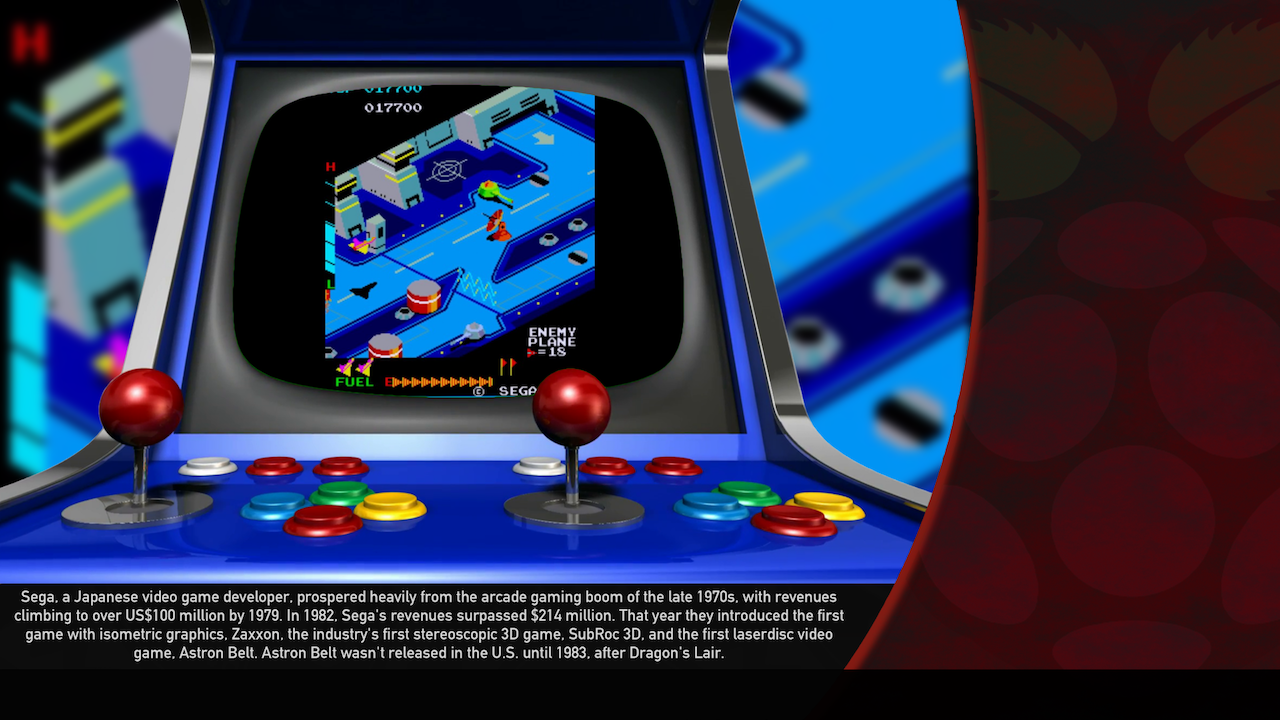 H
017700
H
L
ENEMY
PLANE
=18
FUEL E
© SEGA
Sega, a Japanese video game developer, prospered heavily from the arcade gaming boom of the late 1970s, with revenues
climbing to over US$100 million by 1979. In 1982, Sega's revenues surpassed $214 million. That year they introduced the first
game with isometric graphics, Zaxxon, the industry's first stereoscopic 3D game, SubRoc 3D, and the first laserdisc video
game, Astron Belt. Astron Belt wasn't released in the U.S. until 1983, after Dragon's Lair.